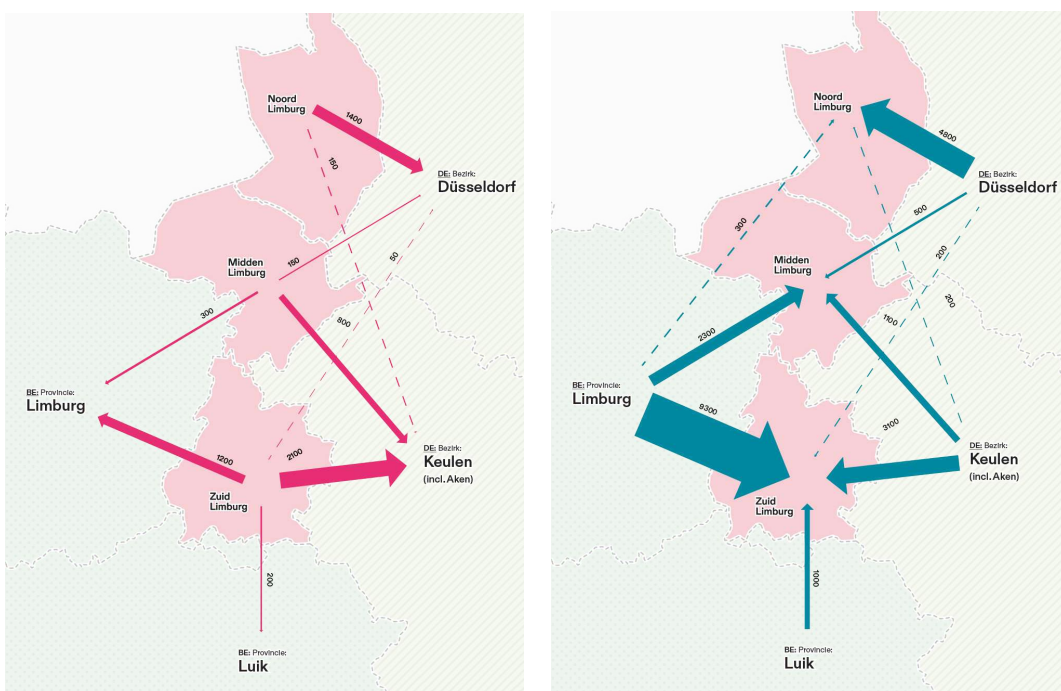 Noord
Limburg
1400
150
DE: Bezirk:
Düsseldorf
Midden
Limburg
150
50
300
800
BE: Provincie:
Limburg
1200
2100
DE: Bezirk:
Keulen
(incl. Aken)
Zuid
Limburg
200
BE: Provincie:
Luik
Noord
Limburg
4800
DE: Bezirk:
Düsseldorf
500
300
200
Midden
Limburg
200
1100
2300
BE: Provincie:
Limburg
9300
3100
DE: Bezirk:
Keulen
(incl. Aken)
Zuid
Limburg
1000
BE: Provincie:
Luik